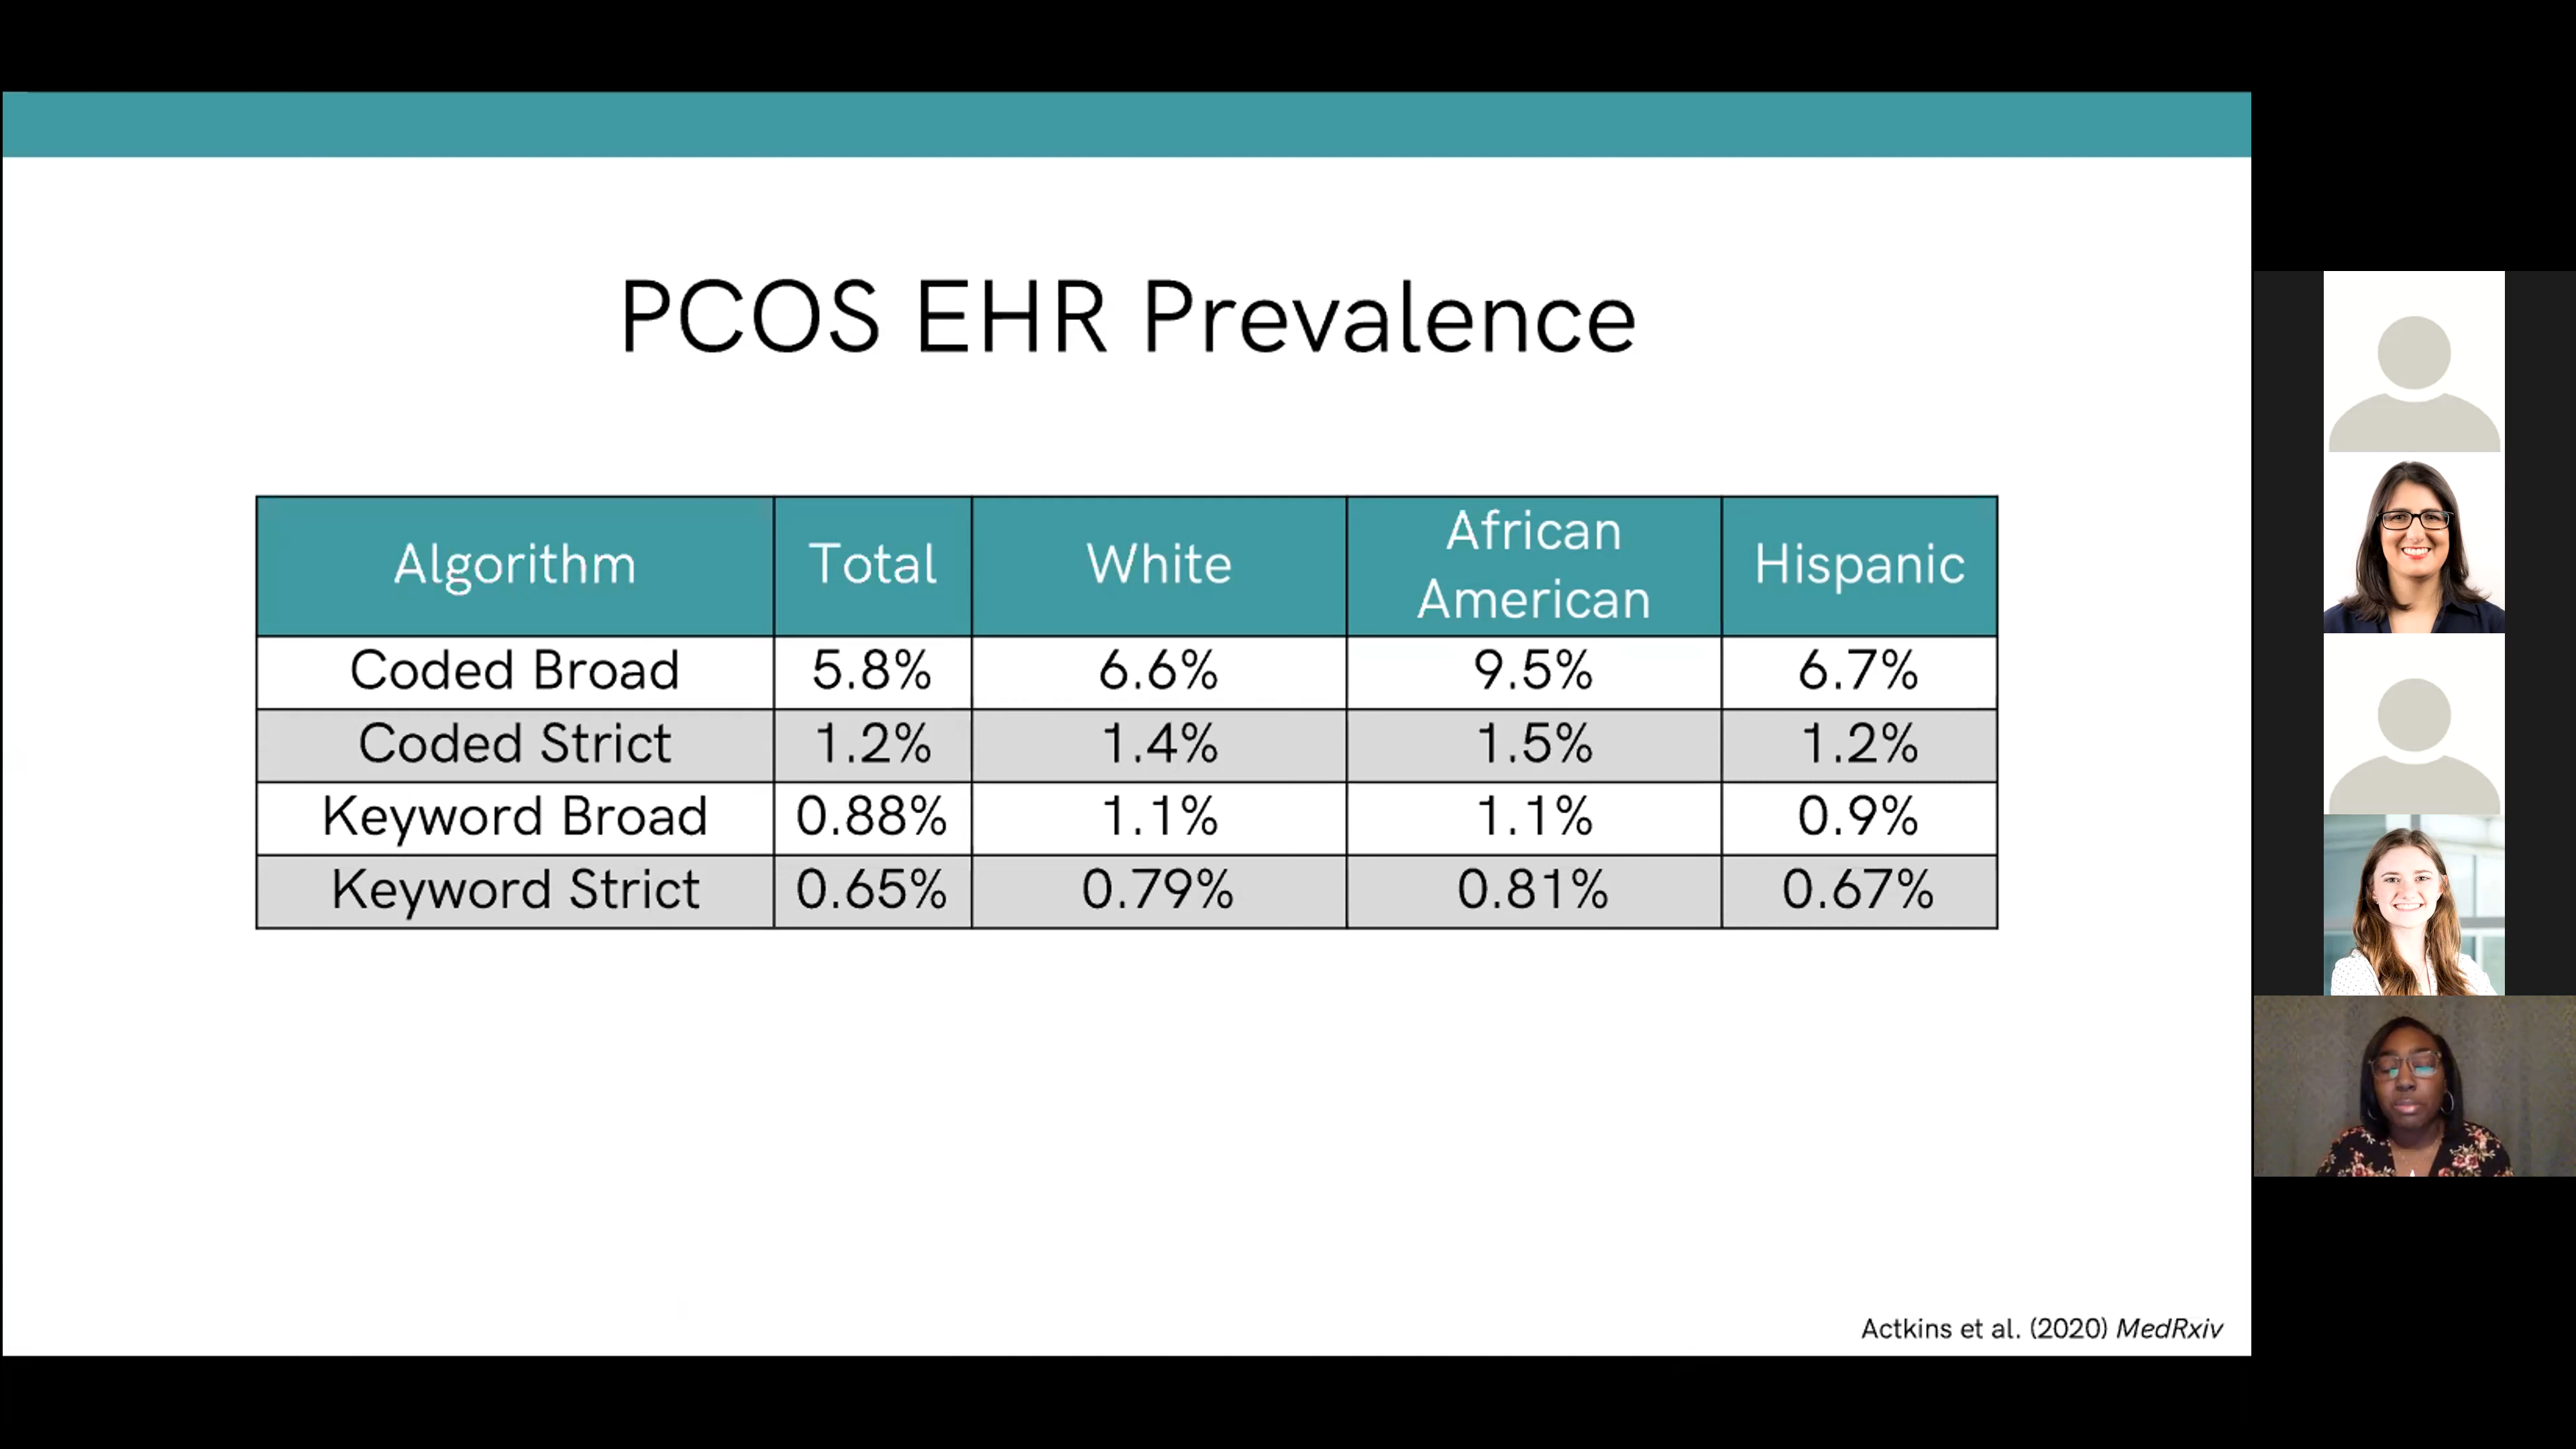 PCOS EHR Prevalence
Algorithm Total White African American Hispanic
Coded Broad 5.8% 6.6% 9.5% 6.7%
Coded Strict 1.2% 1.4% 1.5% 1.2%
Keyword Broad 0.88% 1.1% 1.1% 0.9%
Keyword Strict 0.65% 0.79% 0.81% 0.67%
Actkins et al. (2020) MedRxiv